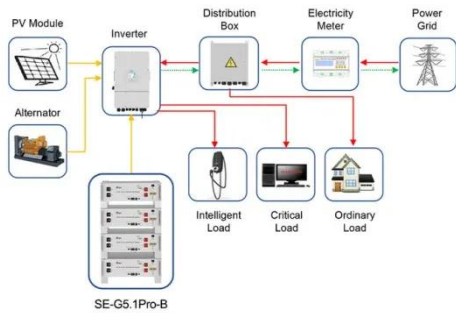 PV Module
Inverter
Distribution
Box
Electricity
Meter
Power
Grid
Alternator
Intelligent
Load
Critical
Load
Ordinary
Load
SE-G5.1Pro-B